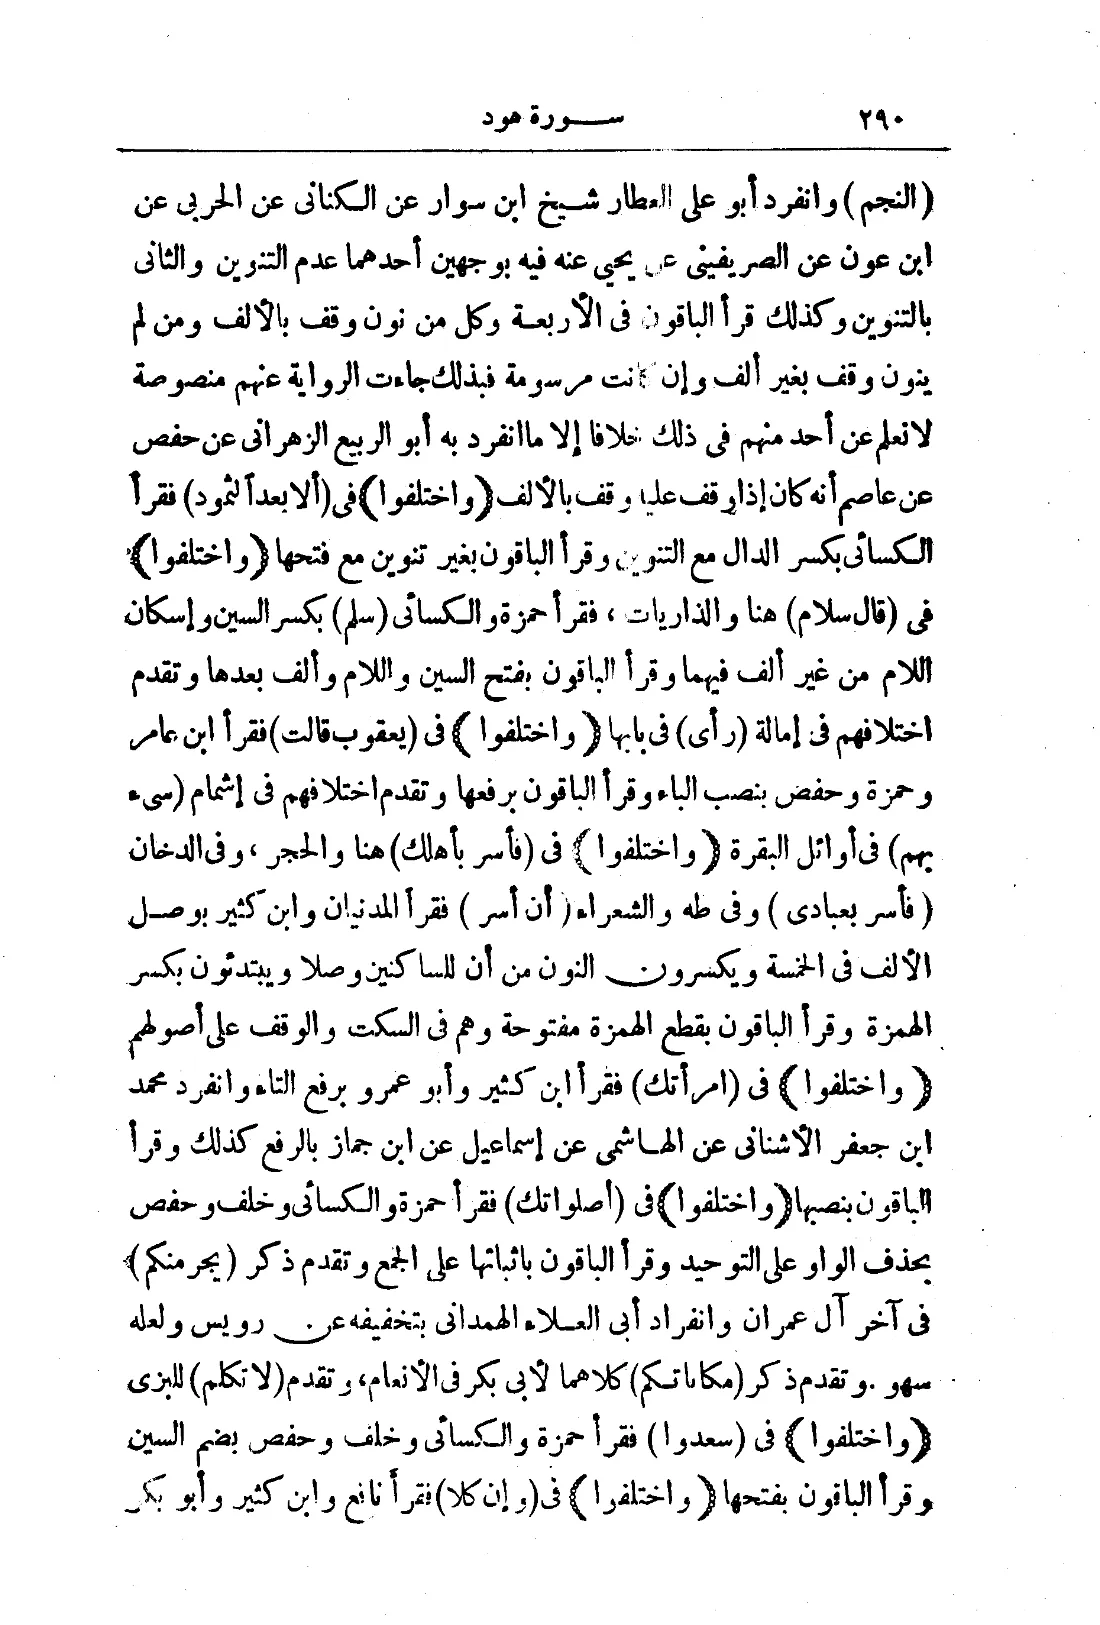 ٢٩٠ ســـورة هود
(النجم) وانفرد أبو على العطار شيخ ابن سوار عن الكتانى عن الحربى عن
ابن عون عن الصريفينى عن يحيى عنه فيه بوجهين أحدهما عدم التنوين والثانى
بالتنوين وكذلك قرأ الباقون فى الأربعة وكل من نون وقف بالألف ومن لم
ينون وقف بغير ألف وإن كانت مرسومة فبذلك جاءت الرواية عنهم منصوصة
لانعلم عن أحد منهم فى ذلك خلافا إلا ماانفرد به أبو الربيع الزهرانى عن حفص
عن عاصم أنه كان إذا وقف عليه وقف بالألف (واختلفوا) فى (ألا بعداً لثمود) فقرأ
الكسائى بكسر الدال مع التنوين وقرأ الباقون بغير تنوين مع فتحها (واختلفوا)
فى (قال سلام) هنا والذاريات ، فقرأ حمزة والكسائى (سلم) بكسر السين وإسكان
اللام من غير ألف فيهما وقرأ الباقون بفتح السين واللام وألف بعدها وتقدم
اختلافهم فى إمالة (رأى) فى بابها (واختلفوا) فى (يعقوب قالت) فقرأ ابن عامر
وحمزة وحفص بنصب الباء وقرأ الباقون برفعها وتقدم اختلافهم فى إشمام (سىء
بهم) فى أوائل البقرة (واختلفوا) فى (فأسر بأهلك) هنا والحجر ، وفى الدخان
(فأسر بعبادى) وفى طه والشعراء (أن أسر) فقرأ المدنيان وابن كثير بوصل
الألف فى الخمسة ويكسرون النون من أن للساكنين وصلا ويبتدئون بكسر
الهمزة وقرأ الباقون بقطع الهمزة مفتوحة وهم فى السكت والوقف على أصولهم
(واختلفوا) فى (امرأتك) فقرأ ابن كثير وأبو عمرو برفع التاء وانفرد محمد
ابن جعفر الأشنانى عن الهاشمى عن إسماعيل عن ابن جماز بالرفع كذلك وقرأ
الباقون بنصبها (واختلفوا) فى (أصلواتك) فقرأ حمزة والكسائى وخلف وحفص
بحذف الواو على التوحيد وقرأ الباقون باثباتها على الجمع وتقدم ذكر (يجرمنكم)
فى آخر آل عمران وانفراد أبى العلاء الهمدانى بتخفيفه عن رويس ولعله
سهو . وتقدم ذكر (مكاناتكم) كلاهما لأبى بكر فى الأنعام، وتقدم (لا تكلم) للبزى
(واختلفوا) فى (سعدوا) فقرأ حمزة والكسائى وخلف وحفص بضم السين
وقرأ الباقون بفتحها (واختلفوا) فى (وإن كلا) فقرأ نافع وابن كثير وأبو بكر